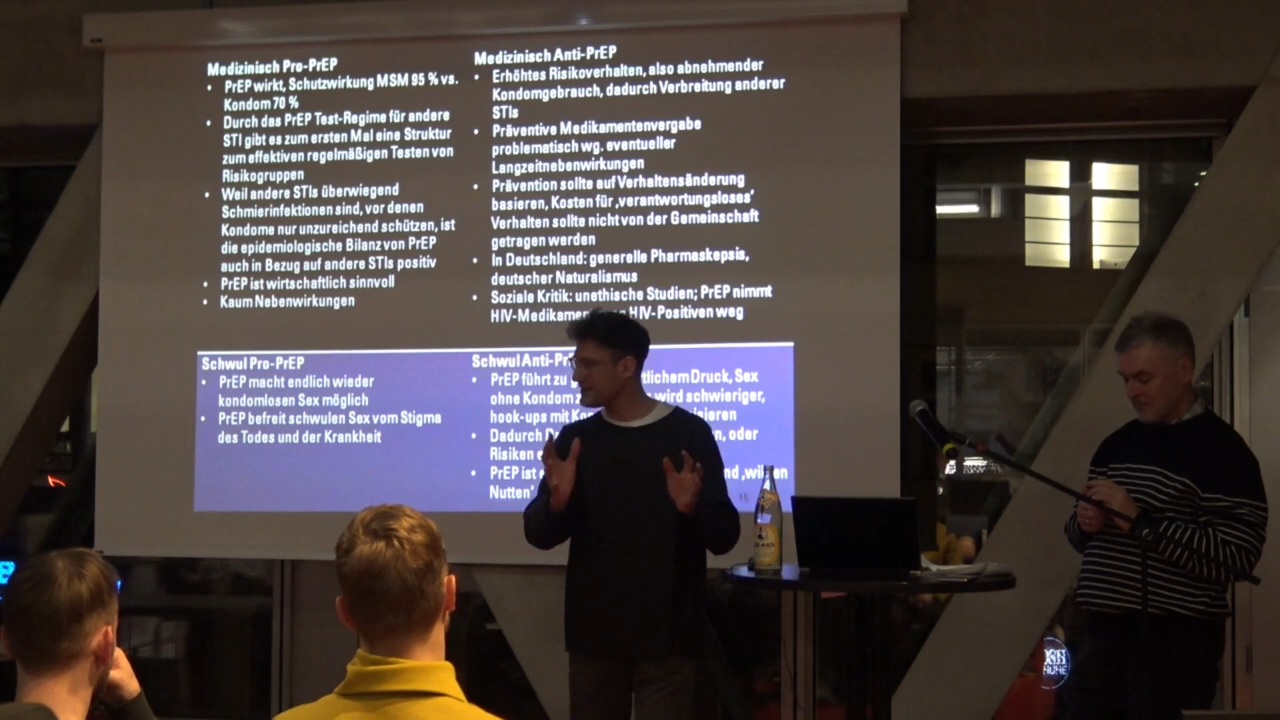 Medizinisch Pro-PrEP
• PrEP wirkt, Schutzwirkung MSM 95 % vs.
Kondom 70 %
• Durch das PrEP Test-Regime für andere
STI gibt es zum ersten Mal eine Struktur
zum effektiven regelmäßigen Testen von
Risikogruppen
• Weil andere STIs überwiegend
Schmierinfektionen sind, vor denen
Kondome nur unzureichend schützen, ist
die epidemiologische Bilanz von PrEP
auch in Bezug auf andere STIs positiv
• PrEP ist wirtschaftlich sinnvoll
• Kaum Nebenwirkungen
Medizinisch Anti-PrEP
• Erhöhtes Risikoverhalten, also abnehmender
Kondomgebrauch, dadurch Verbreitung anderer
STIs
• Präventive Medikamentenvergabe
problematisch wg. eventueller
Langzeitnebenwirkungen
• Prävention sollte auf Verhaltensänderung
basieren, Kosten für ‚verantwortungsloses'
Verhalten sollte nicht von der Gemeinschaft
getragen werden
• In Deutschland: generelle Pharmaskepsis,
deutscher Naturalismus
• Soziale Kritik: unethische Studien; PrEP nimmt
HIV-Medikamen HIV-Positiven weg
Schwul Pro-PrEP
• PrEP macht endlich wieder
kondomlosen Sex möglich
• PrEP befreit schwulen Sex vom Stigma
des Todes und der Krankheit
Schwul Anti-Pr
• PrEP führt zu Druck, Sex
ohne Kondom wird schwieriger,
hook-ups mit
• Dadurch oder
Risiken
• PrEP ist
Nutten'
15